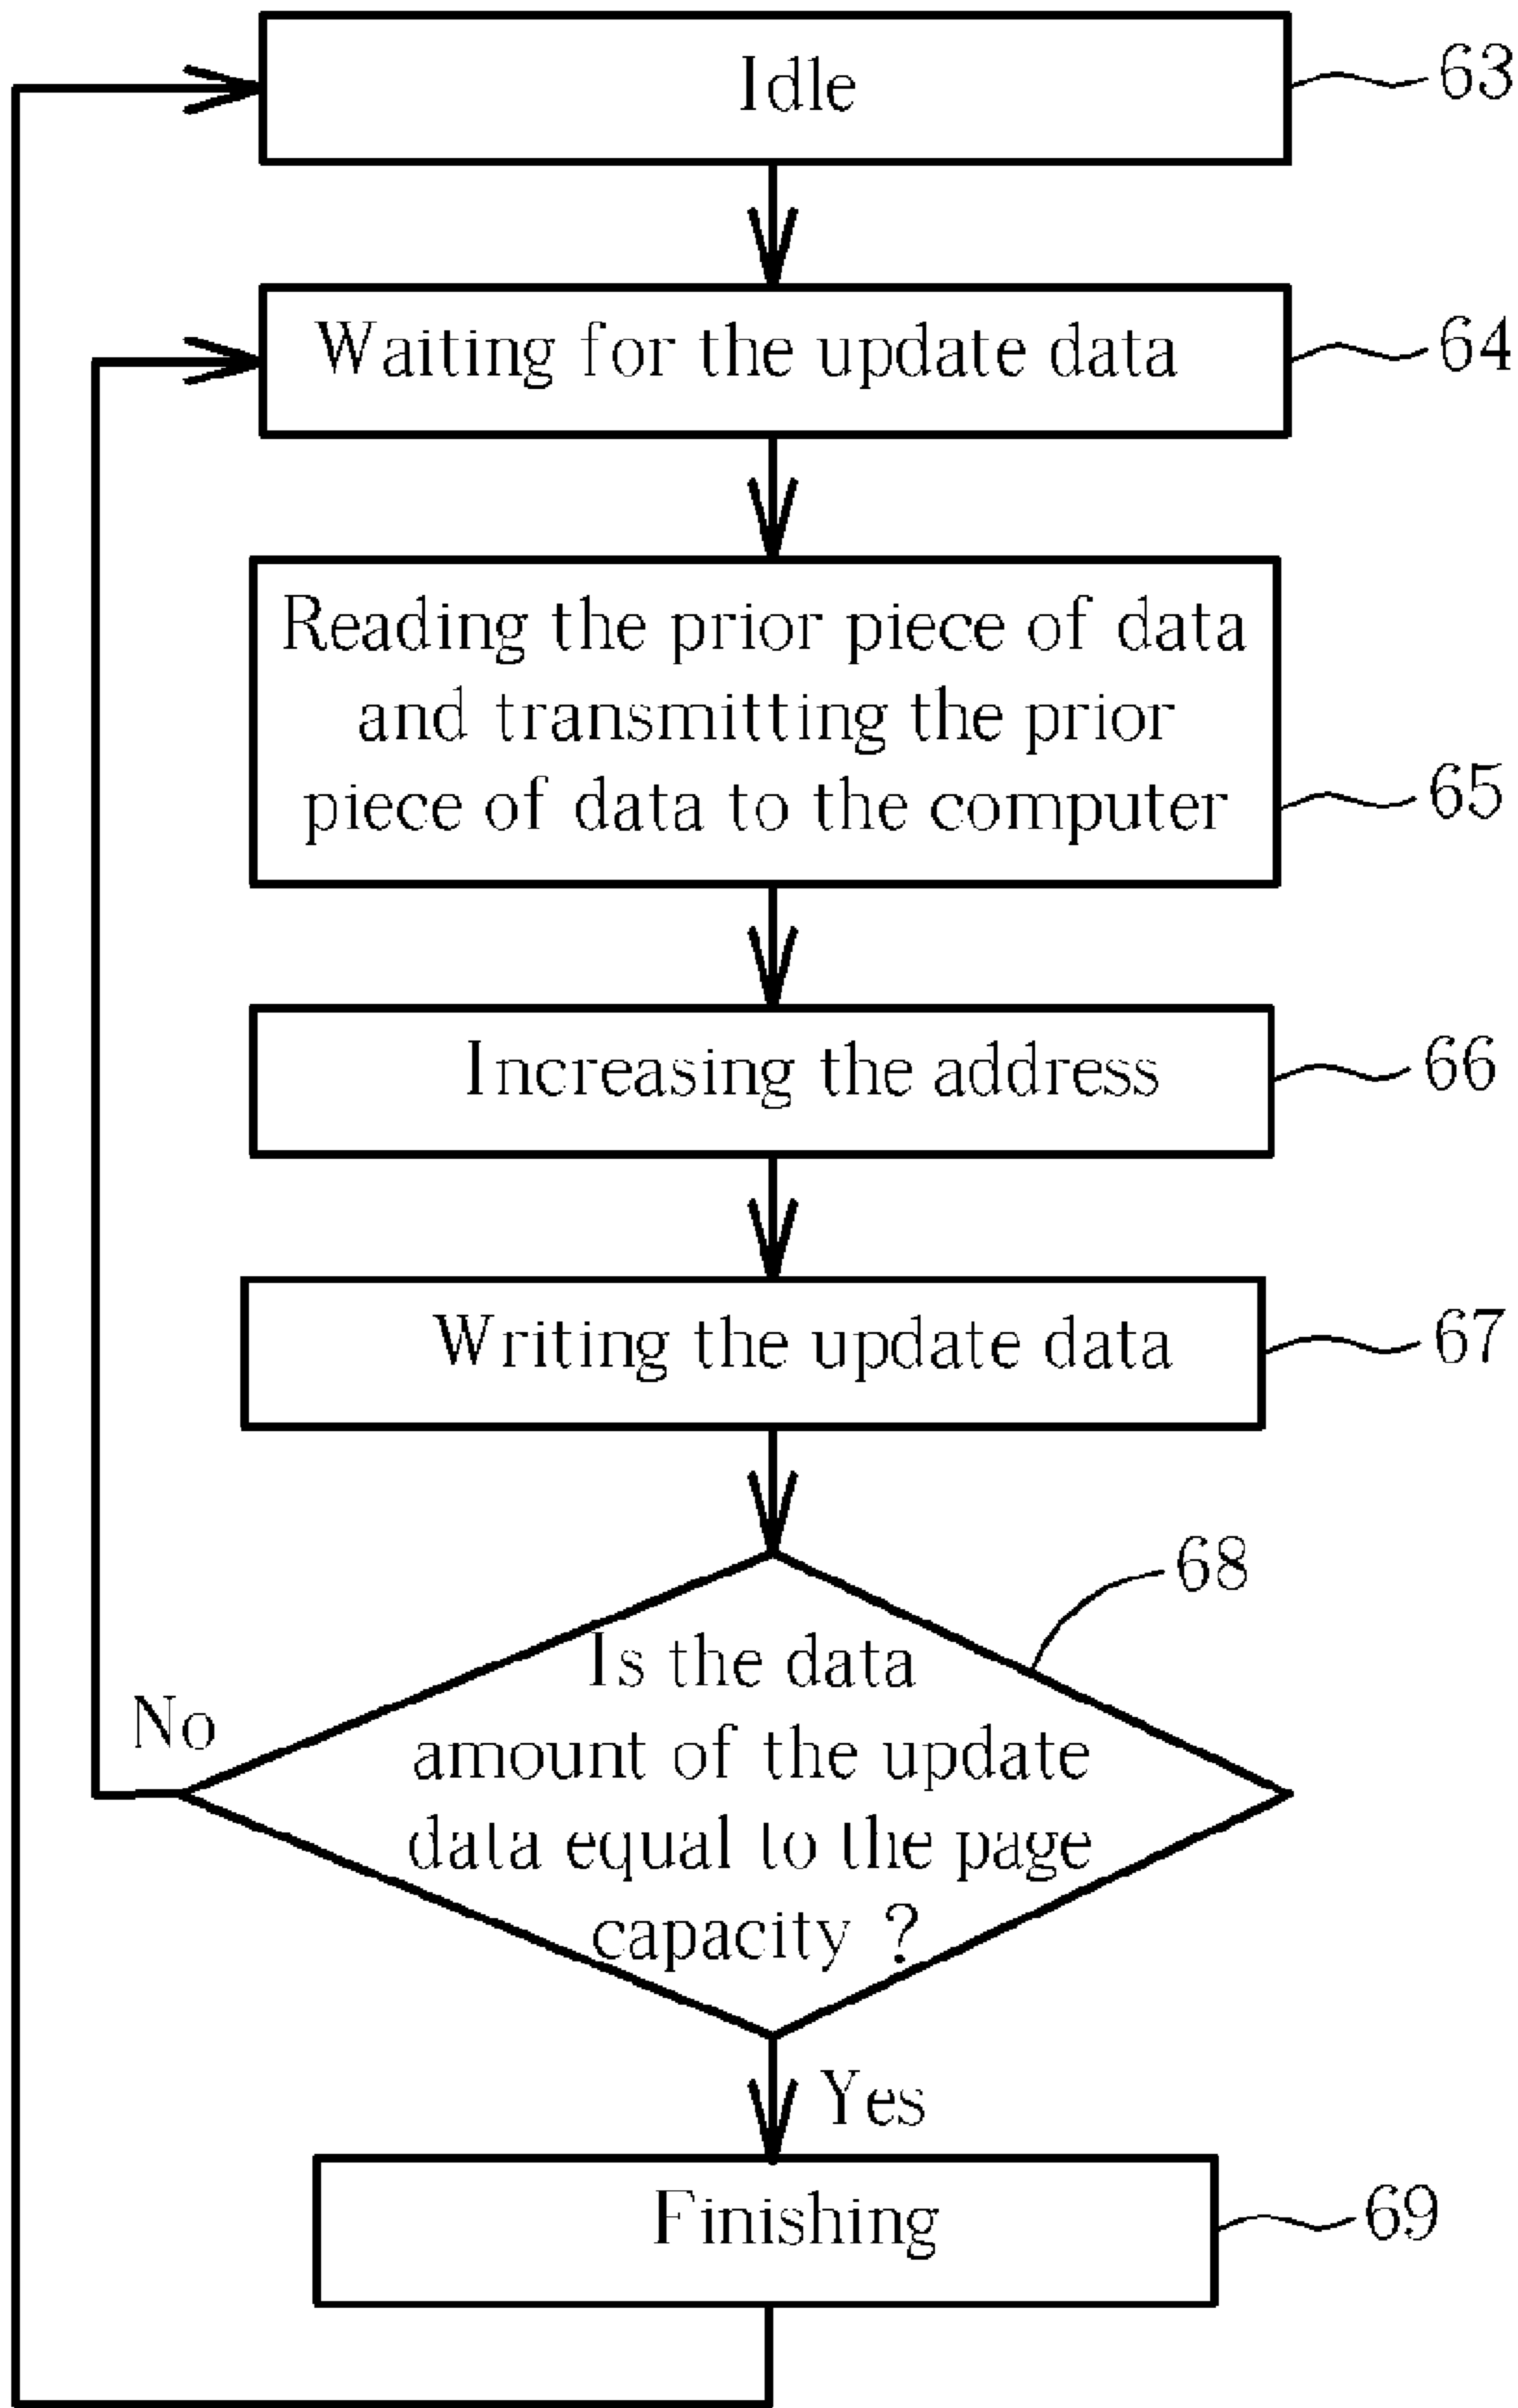 Idle
63
Waiting for the update data
64
Reading the prior piece of data
and transmitting the prior
piece of data to the computer
65
Increasing the address
66
Writing the update data
67
68
Is the data
amount of the update
data equal to the page
capacity ?
No
Yes
Finishing
69